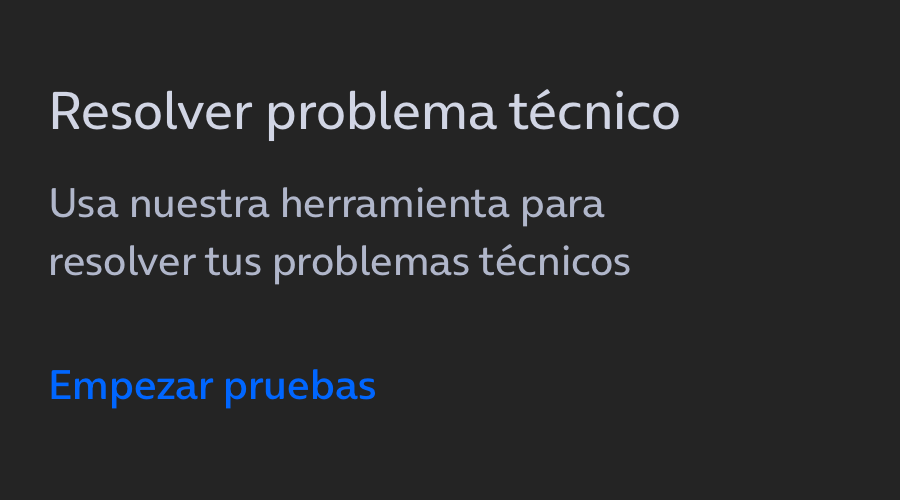 Resolver problema técnico
Usa nuestra herramienta para
resolver tus problemas técnicos
Empezar pruebas